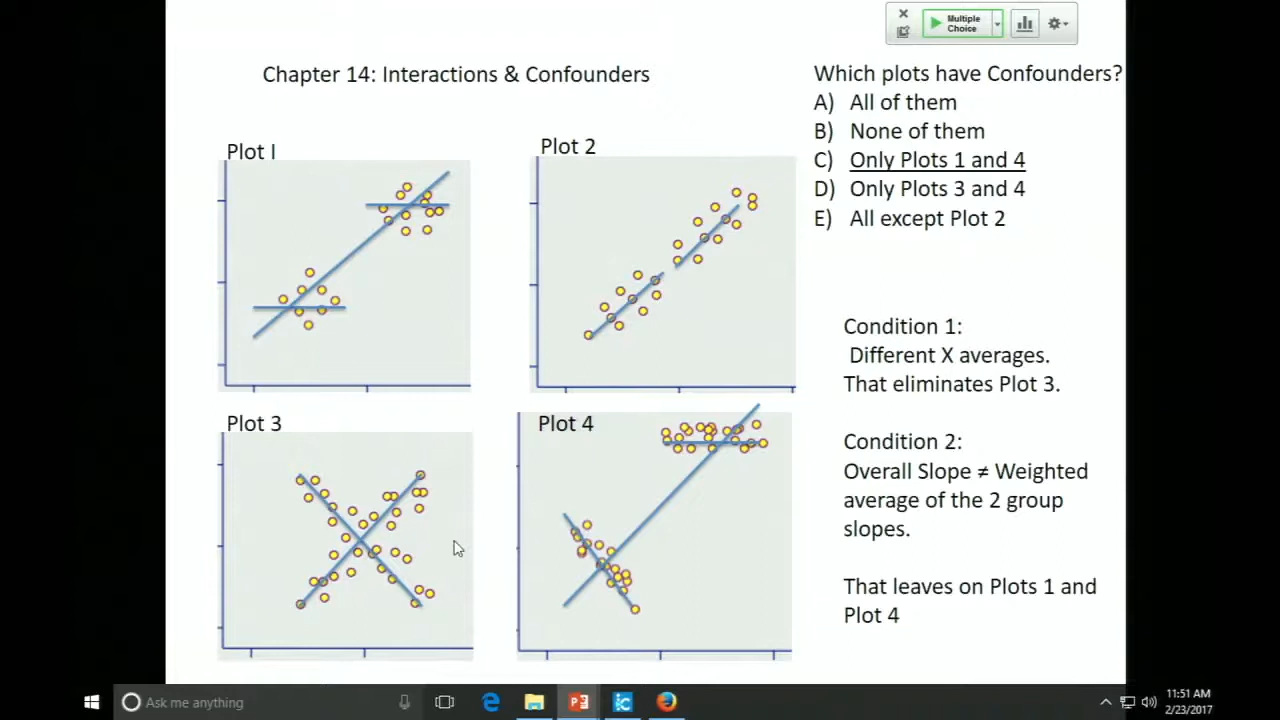 Multiple
Choice
Chapter 14: Interactions & Confounders
Which plots have Confounders?
A) All of them
B) None of them
C) Only Plots 1 and 4
D) Only Plots 3 and 4
E) All except Plot 2
Plot I
Plot 2
Plot 3
Plot 4
Condition 1:
Different X averages.
That eliminates Plot 3.
Condition 2:
Overall Slope ≠ Weighted
average of the 2 group
slopes.
That leaves on Plots 1 and
Plot 4
Ask me anything
11:51 AM
2/23/2017